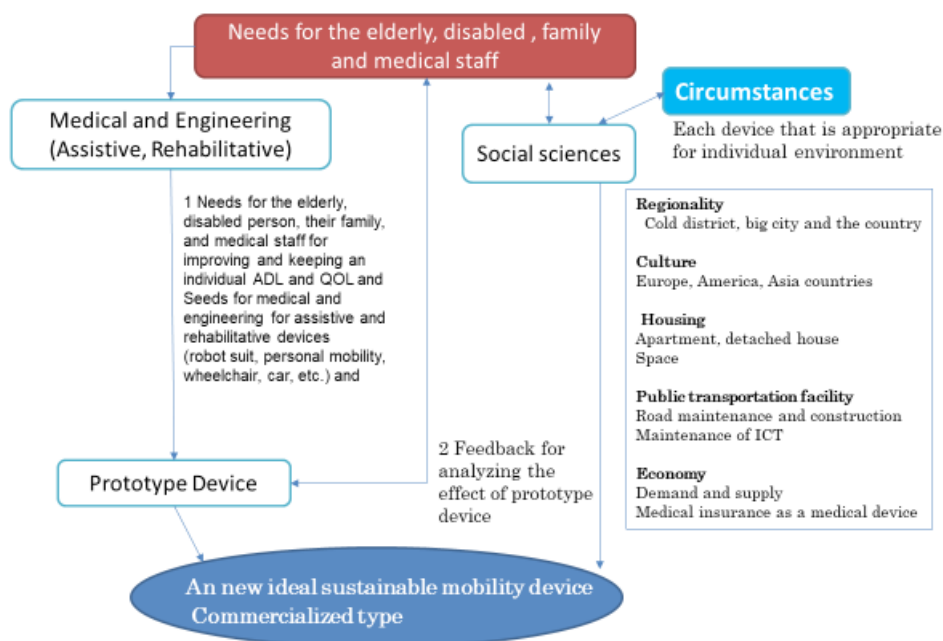 Needs for the elderly, disabled , family
and medical staff
Circumstances
Medical and Engineering
(Assistive, Rehabilitative)
Social sciences
Each device that is appropriate
for individual environment
1 Needs for the elderly,
disabled person, their family,
and medical staff for
improving and keeping an
individual ADL and QOL and
Seeds for medical and
engineering for assistive and
rehabilitative devices
(robot suit, personal mobility,
wheelchair, car, etc.) and
Regionality
Cold district, big city and the country
Culture
Europe, America, Asia countries
Housing
Apartment, detached house
Space
Public transportation facility
Road maintenance and construction
Maintenance of ICT
Economy
Demand and supply
Medical insurance as a medical device
2 Feedback for
analyzing the
effect of prototype
device
Prototype Device
An new ideal sustainable mobility device
Commercialized type